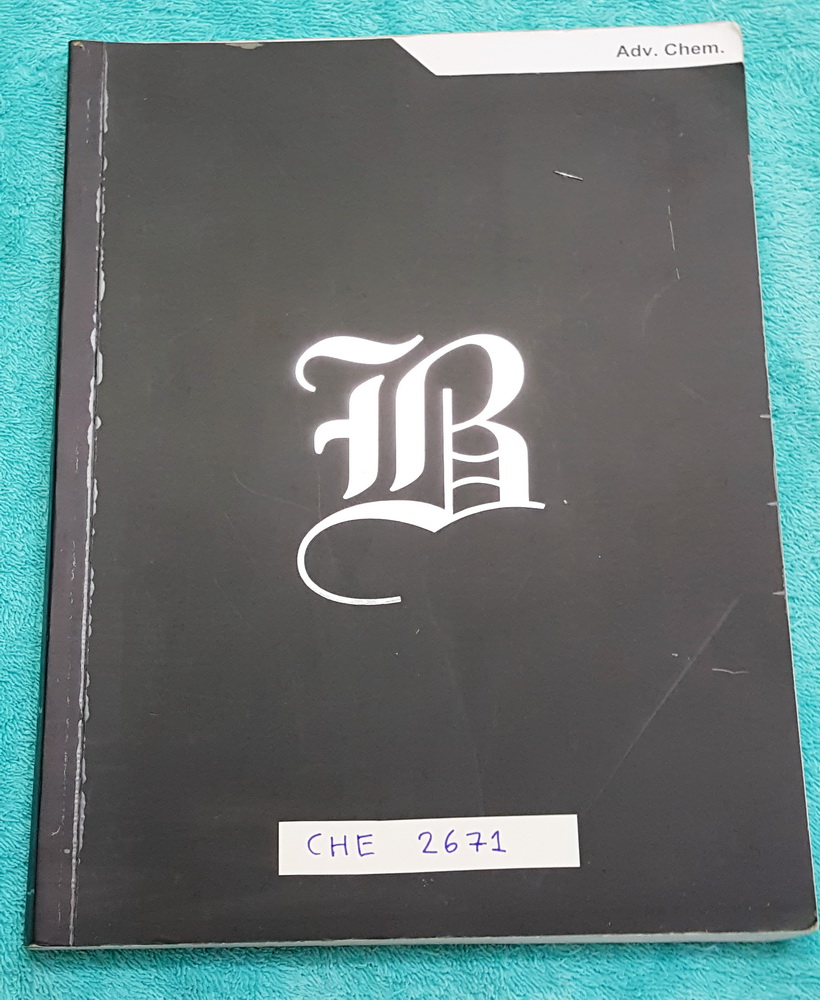 Adv. Chem.
B
CHE 2671